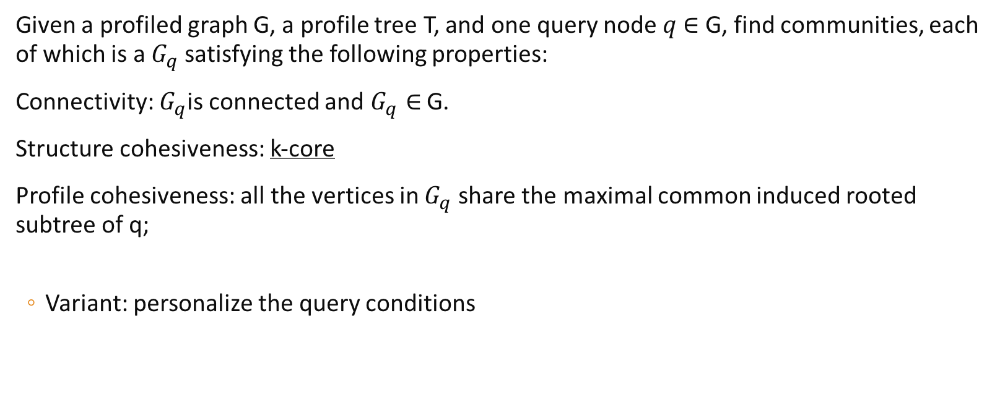 Given a profiled graph G, a profile tree T, and one query node q ∈ G, find communities, each
of which is a G_q satisfying the following properties:
Connectivity: G_q is connected and G_q ∈ G.
Structure cohesiveness: k-core
Profile cohesiveness: all the vertices in G_q share the maximal common induced rooted
subtree of q;
◦ Variant: personalize the query conditions